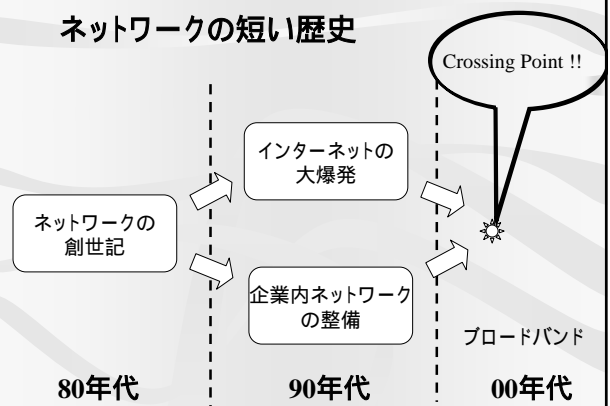 ネットワークの短い歴史
Crossing Point !!
インターネットの
大爆発
ネットワークの
創世記
企業内ネットワーク
の整備
ブロードバンド
80年代
90年代
00年代